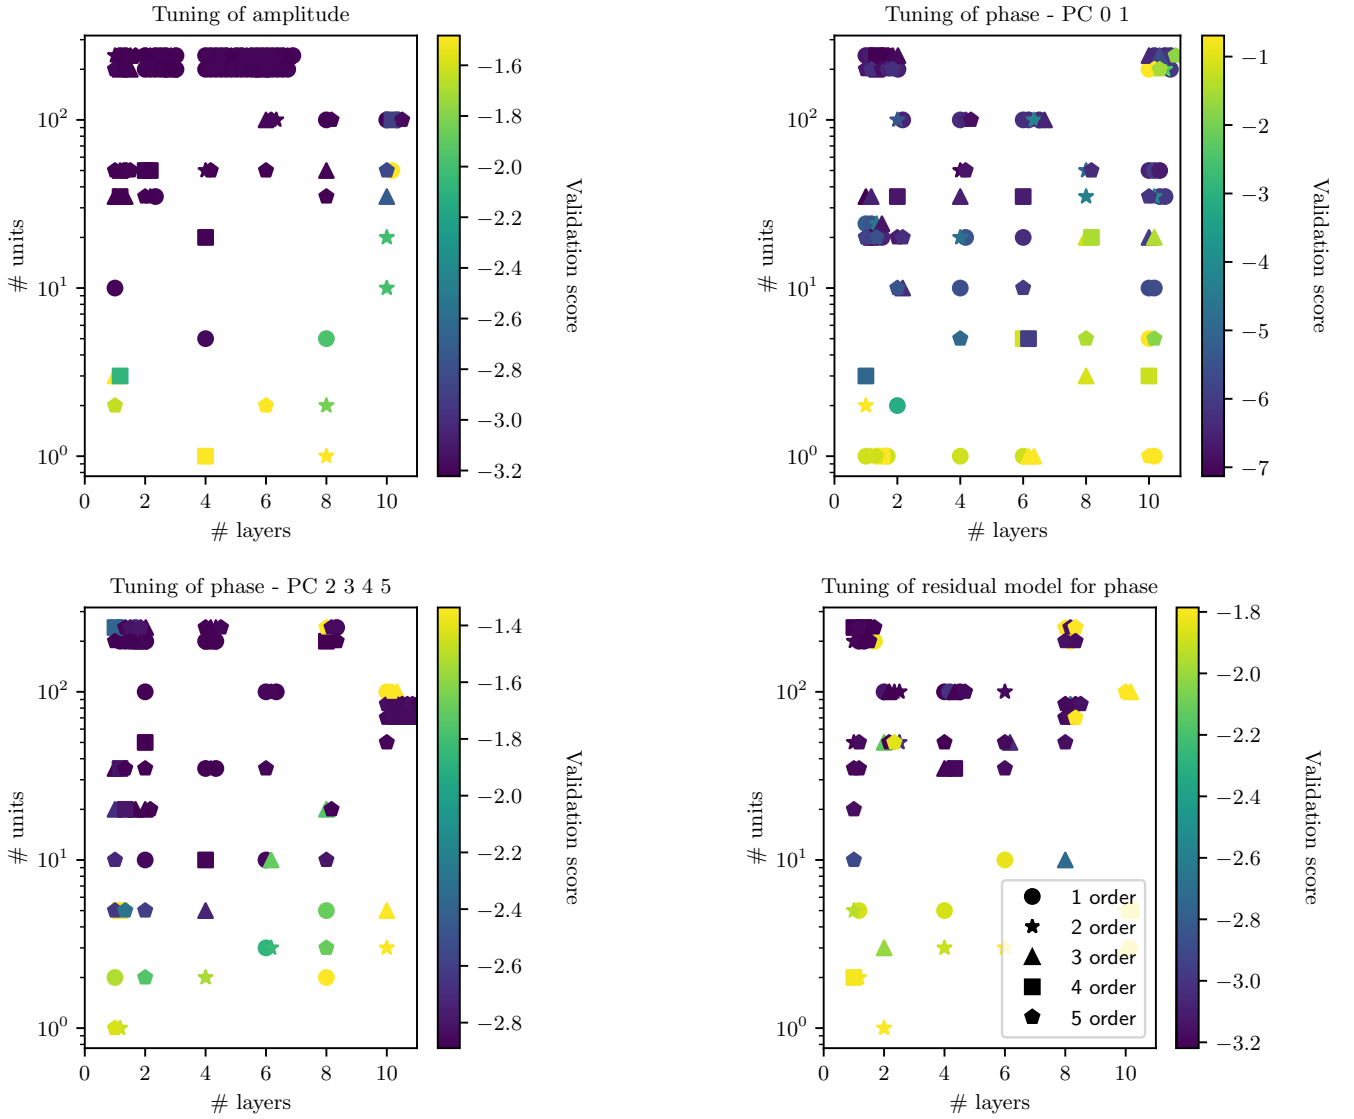 Tuning of amplitude
10²
10¹
10⁰
# units
0 2 4 6 8 10
# layers
−1.6
−1.8
−2.0
−2.2
−2.4
−2.6
−2.8
−3.0
−3.2
Validation score
Tuning of phase - PC 0 1
10²
10¹
10⁰
# units
0 2 4 6 8 10
# layers
−1
−2
−3
−4
−5
−6
−7
Validation score
Tuning of phase - PC 2 3 4 5
10²
10¹
10⁰
# units
0 2 4 6 8 10
# layers
−1.4
−1.6
−1.8
−2.0
−2.2
−2.4
−2.6
−2.8
Validation score
Tuning of residual model for phase
10²
10¹
10⁰
# units
0 2 4 6 8 10
# layers
1 order
2 order
3 order
4 order
5 order
−1.8
−2.0
−2.2
−2.4
−2.6
−2.8
−3.0
−3.2
Validation score